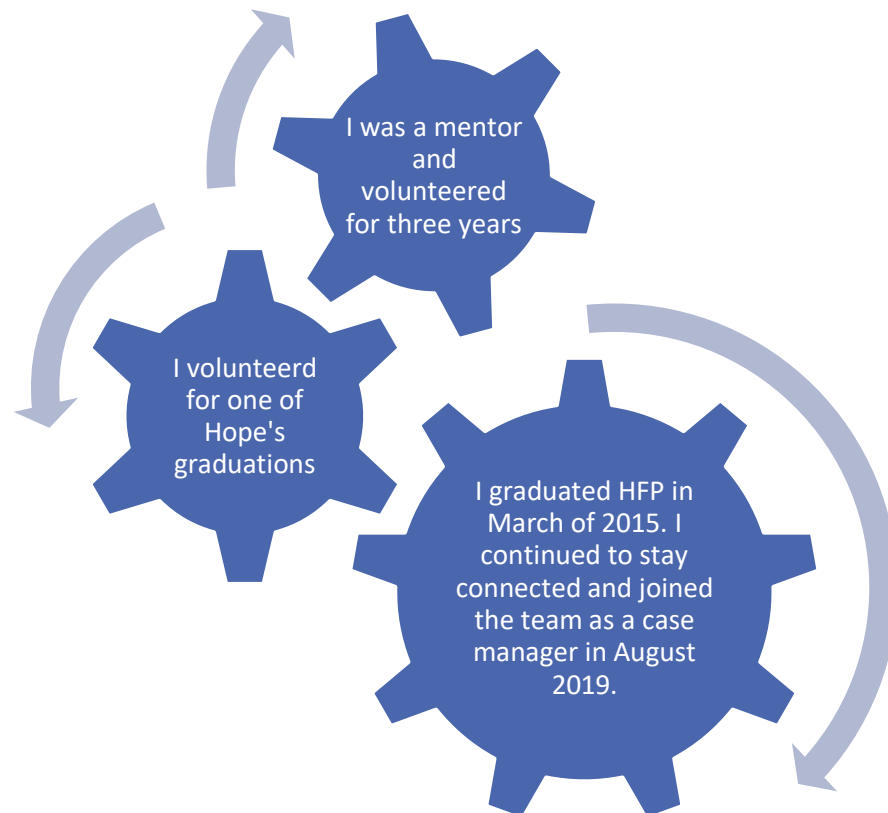 I was a mentor
and
volunteered
for three years
I volunteerd
for one of
Hope's
graduations
I graduated HFP in
March of 2015. I
continued to stay
connected and joined
the team as a case
manager in August
2019.